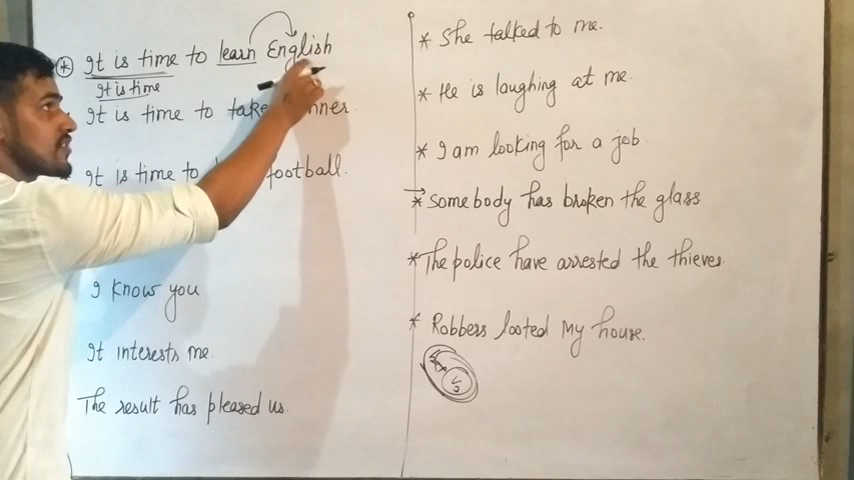 It is time to learn English
It is time
It is time to take
It is time to football.
I know you
It interests me.
The result has pleased us.
* She talked to me.
* He is laughing at me.
* I am looking for a job.
* somebody has broken the glass
* The police have arrested the thieves.
* Robbers looted my house.